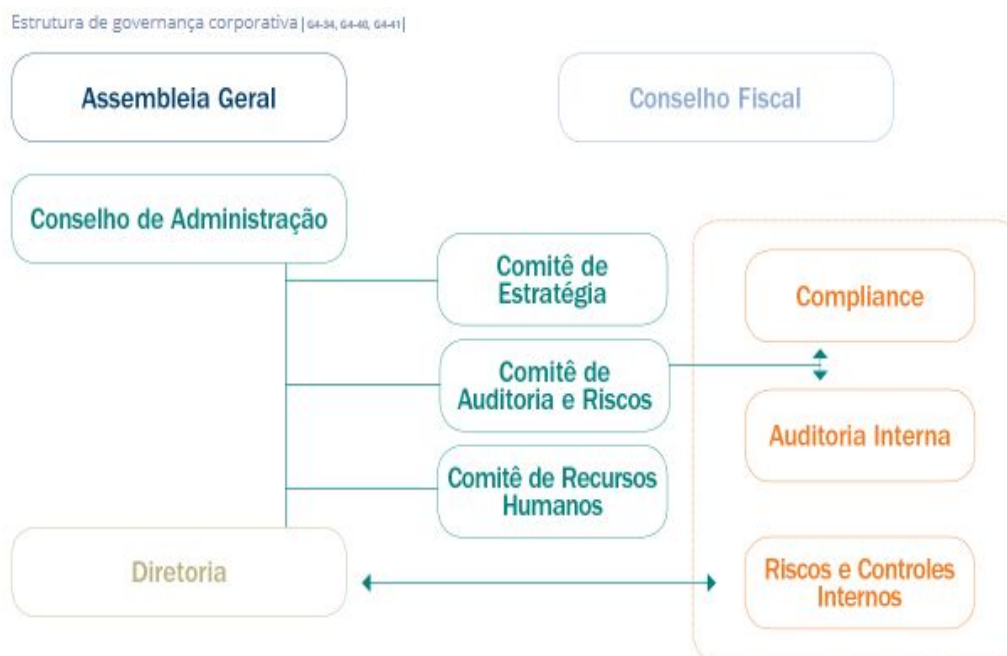 Estrutura de governança corporativa |G4-34, G4-40, G4-41|
Assembleia Geral
Conselho Fiscal
Conselho de Administração
Comitê de
Estratégia
Compliance
Comitê de
Auditoria e Riscos
Auditoria Interna
Comitê de Recursos
Humanos
Diretoria
Riscos e Controles
Internos